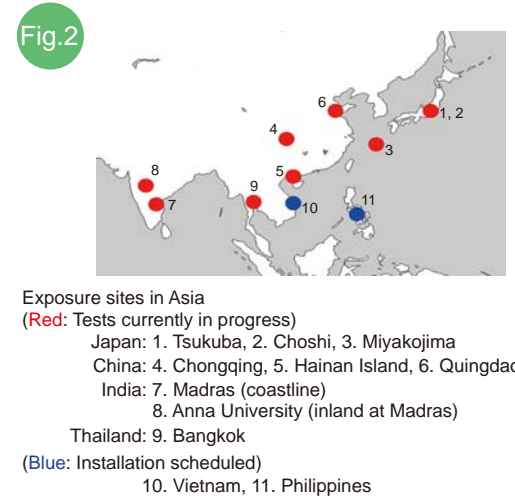 Fig.2
6
1, 2
4
3
8
5
7
9
10
11
Exposure sites in Asia
(Red: Tests currently in progress)
Japan: 1. Tsukuba, 2. Choshi, 3. Miyakojima
China: 4. Chongqing, 5. Hainan Island, 6. Quingdao
India: 7. Madras (coastline)
8. Anna University (inland at Madras)
Thailand: 9. Bangkok
(Blue: Installation scheduled)
10. Vietnam, 11. Philippines